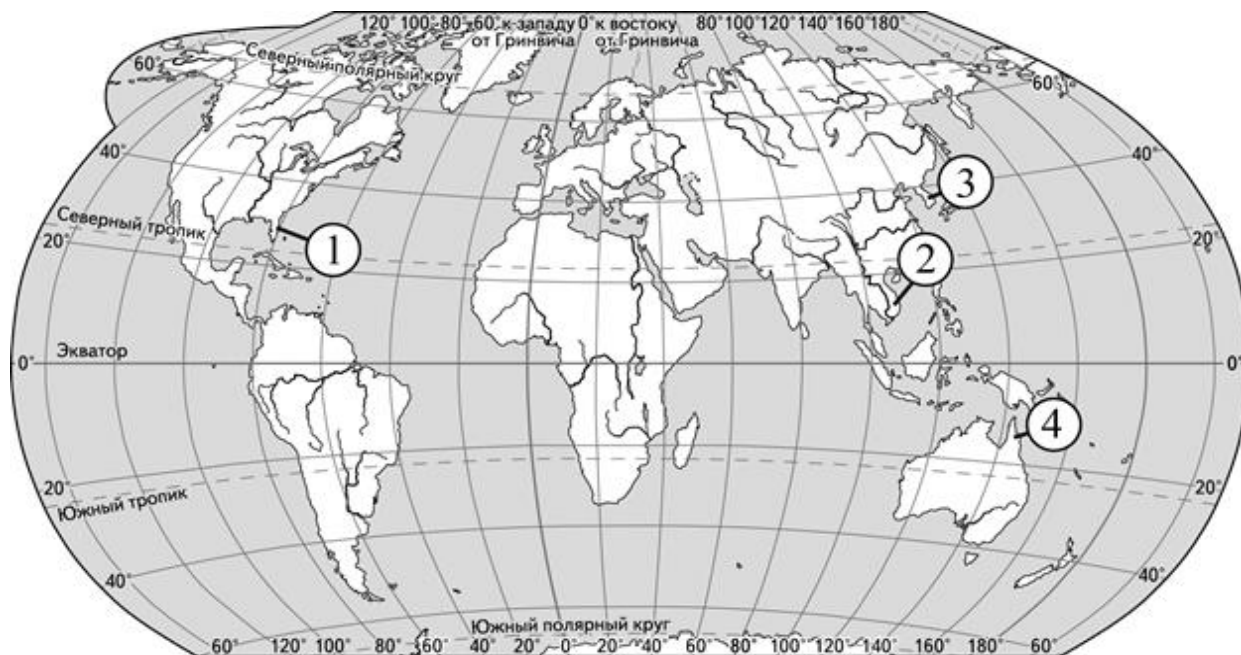 120° 100° 80° 60° к западу 0° к востоку 80° 100° 120° 140° 160° 180°
от Гринвича от Гринвича
60° Северный полярный круг 60°
40° 40°
3
Северный тропик
20° 1 2 20°
Экватор
0° 0°
4
20° 20°
Южный тропик
40° 40°
Южный полярный круг
60° 120° 100° 80° 60° 40° 20° 0° 20° 40° 60° 80° 100° 120° 140° 160° 180° 60°